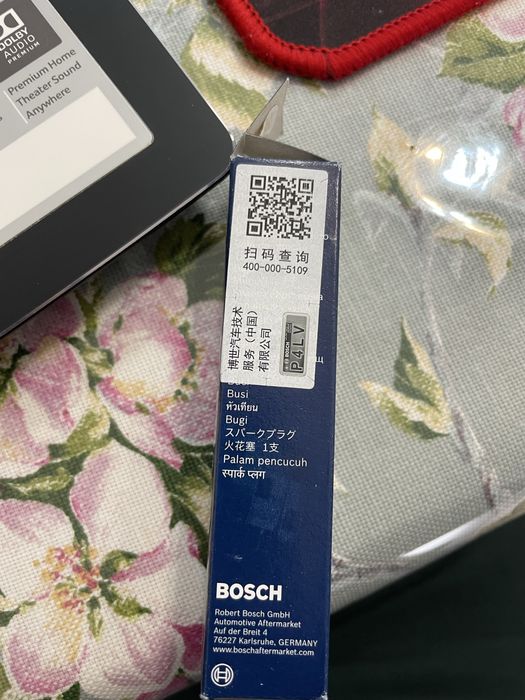 DOLBY
AUDIO
PREMIUM
Premium Home
Theater Sound
Anywhere
扫码查询
400-000-5109
博世汽车技术
服务（中国）
有限公司
BOSCH
P4LV
Busi
หัวเทียน
Bugi
スパークプラグ
火花塞 1支
Palam pencucuh
स्पार्क प्लग
BOSCH
Robert Bosch GmbH
Automotive Aftermarket
Auf der Breit 4
76227 Karlsruhe, GERMANY
www.boschaftermarket.com